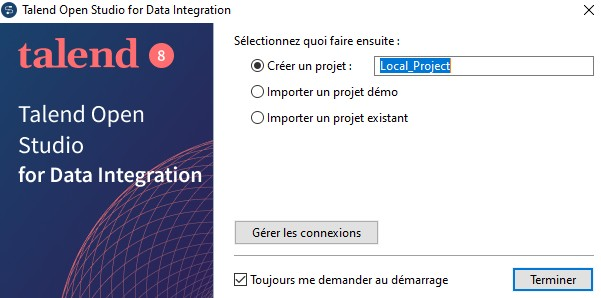 Talend Open Studio for Data Integration
talend 8
Talend Open
Studio
for Data Integration
Sélectionnez quoi faire ensuite :
Créer un projet : Local_Project
Importer un projet démo
Importer un projet existant
Gérer les connexions
Toujours me demander au démarrage
Terminer